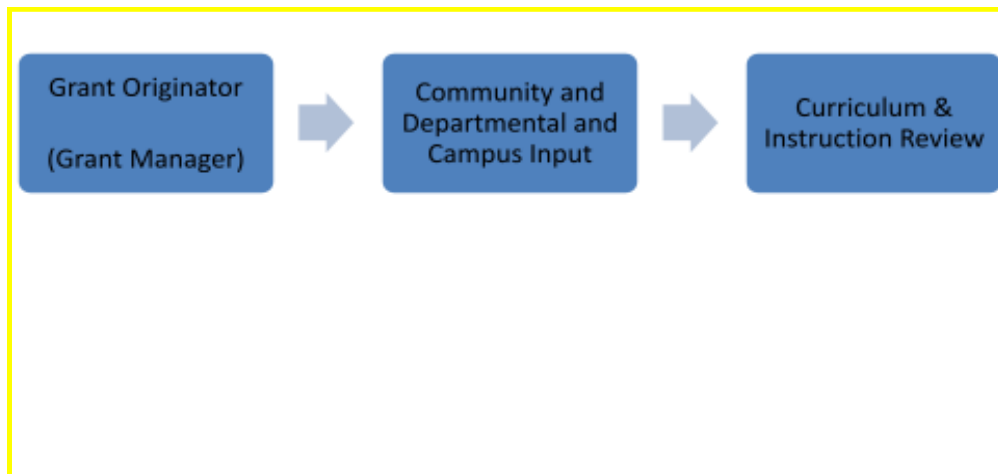 Grant Originator
(Grant Manager)
Community and
Departmental and
Campus Input
Curriculum &
Instruction Review